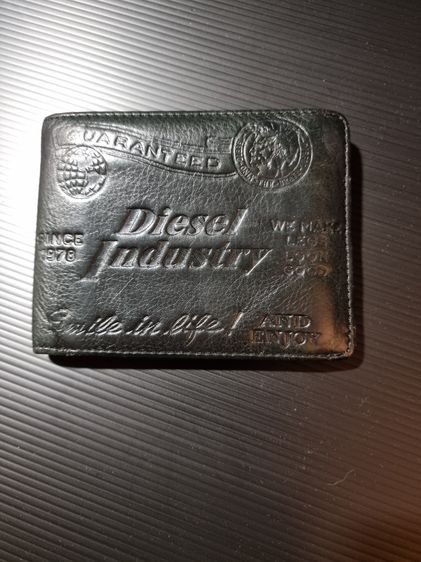 GUARANTEED
Diesel
Industry
SINCE
1978
WE MAKE
LEGS
LOOK
GOOD
Smile in life!
AND
ENJOY